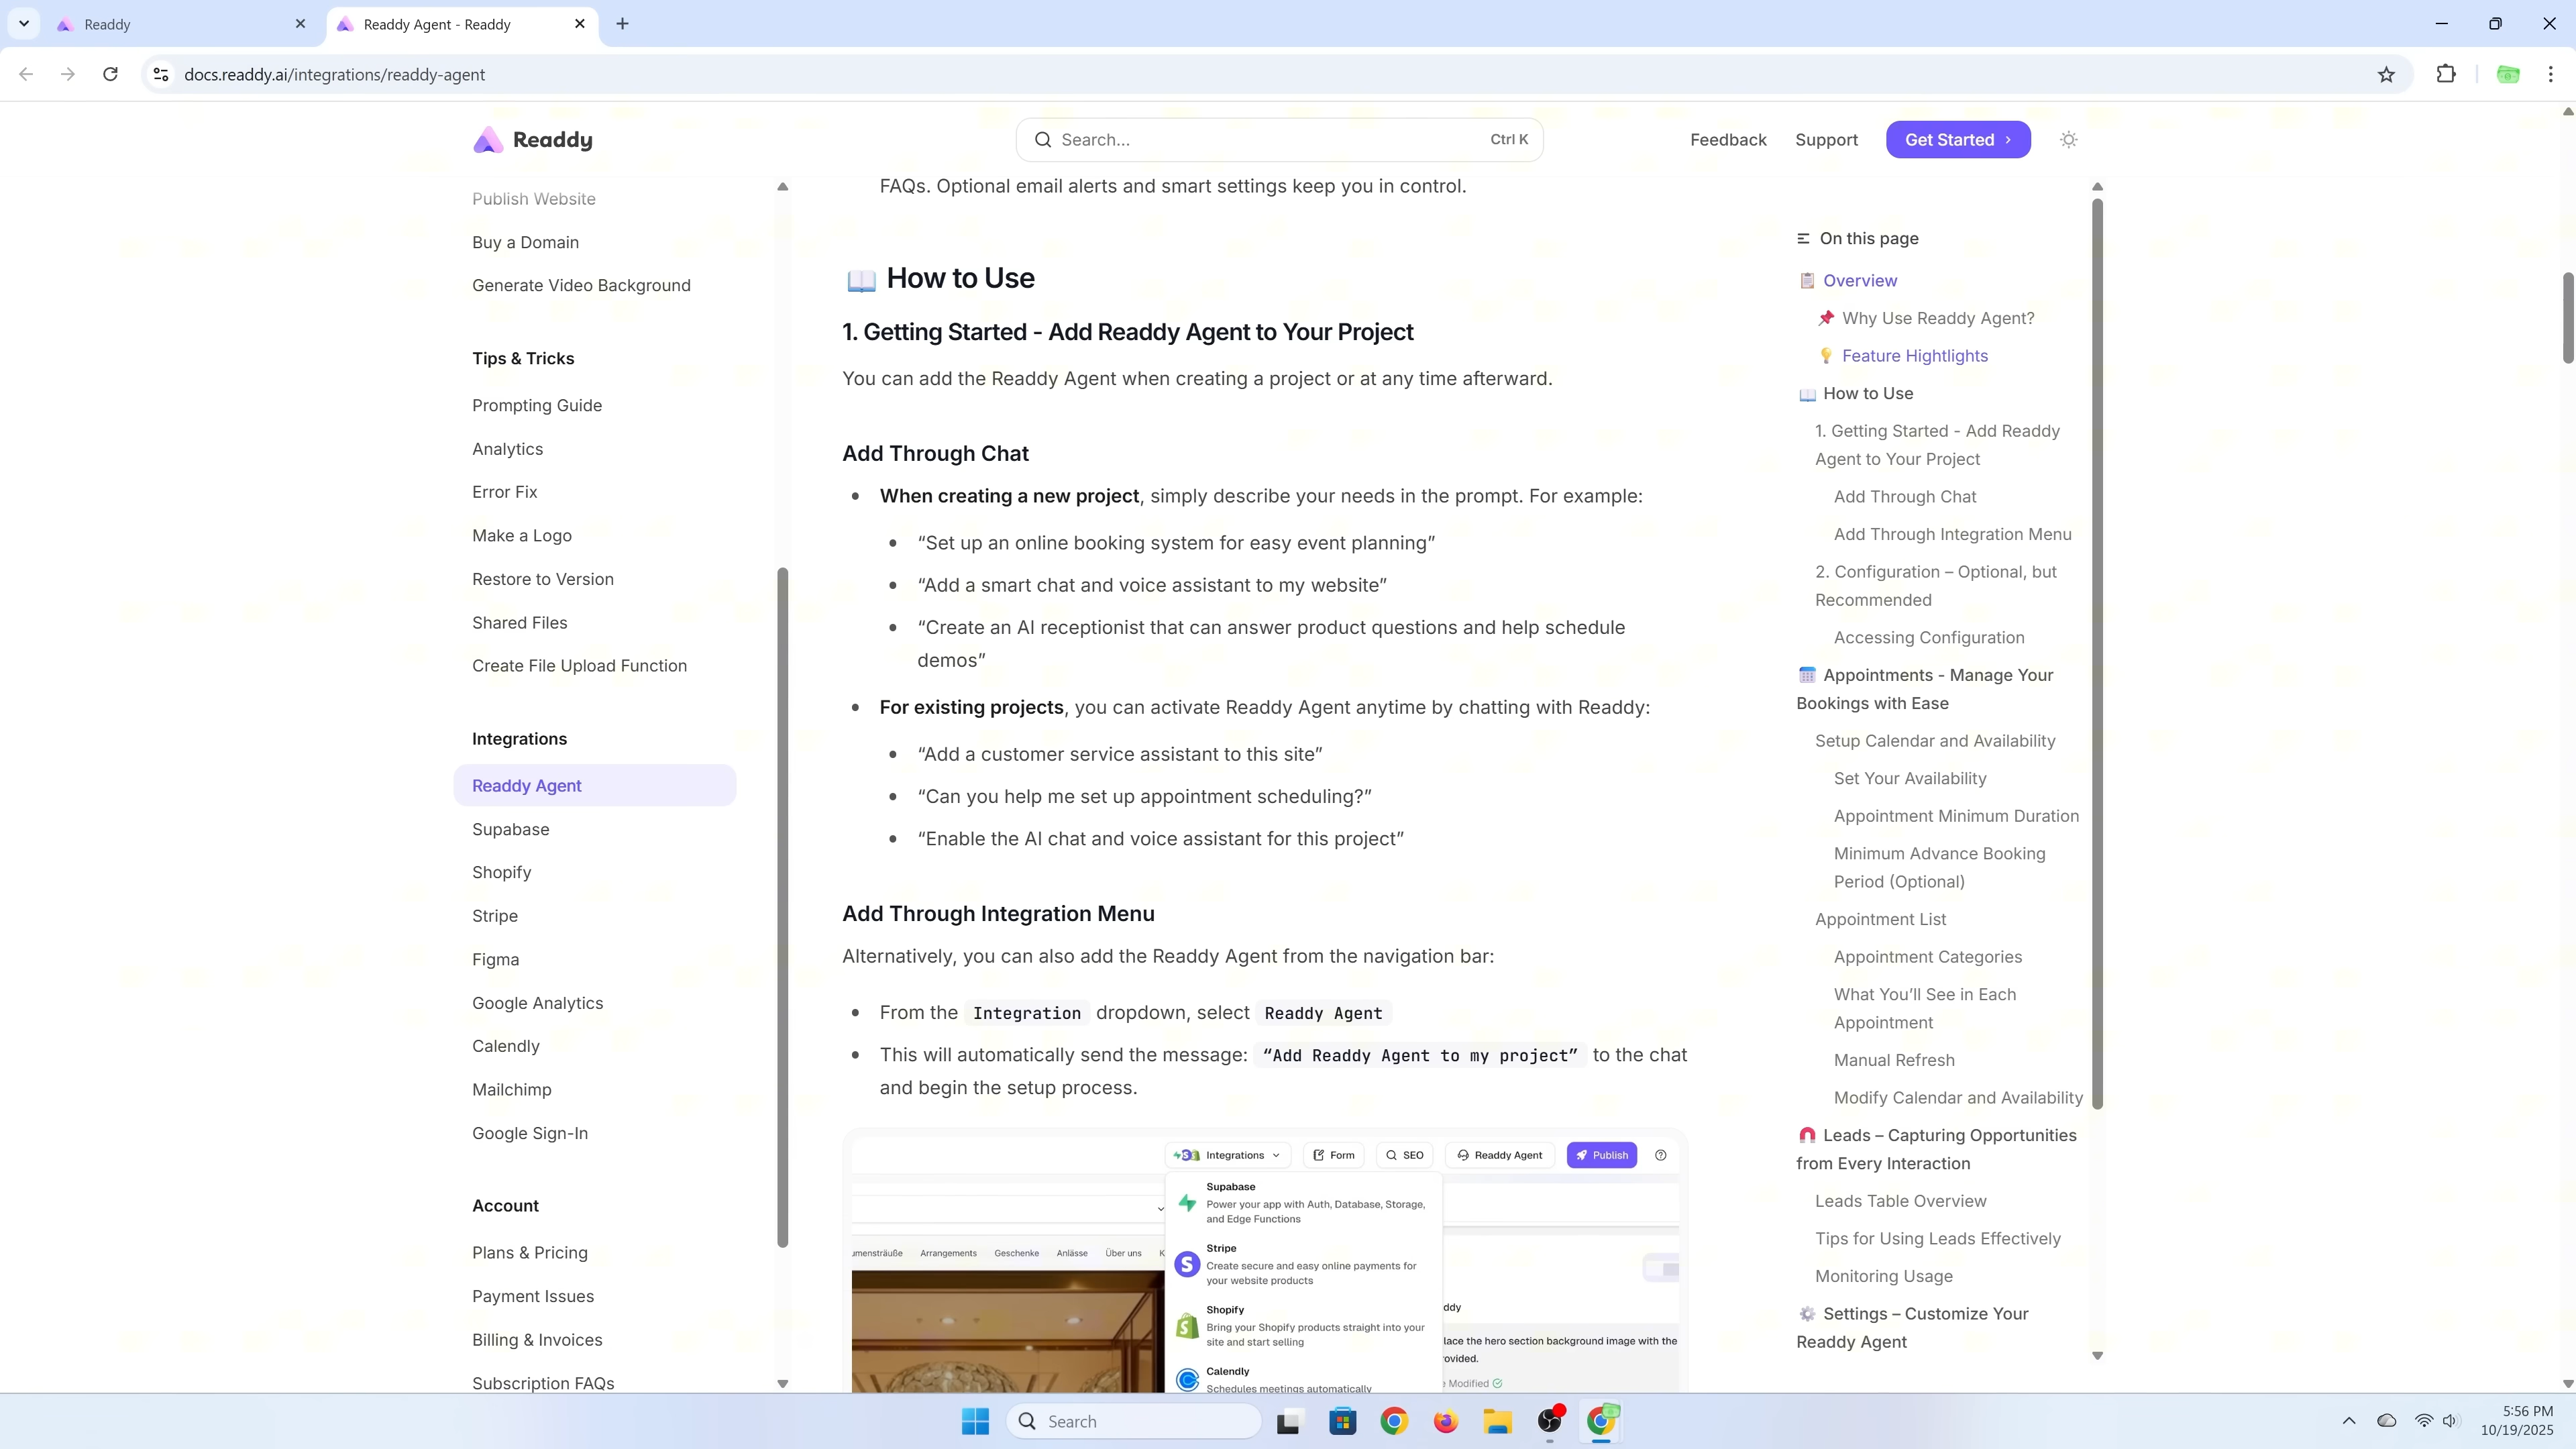 Readdy
Readdy Agent - Readdy
docs.readdy.ai/integrations/readdy-agent
Readdy
Search...
Ctrl K
Feedback
Support
Get Started
Publish Website
Buy a Domain
Generate Video Background
Tips & Tricks
Prompting Guide
Analytics
Error Fix
Make a Logo
Restore to Version
Shared Files
Create File Upload Function
Integrations
Readdy Agent
Supabase
Shopify
Stripe
Figma
Google Analytics
Calendly
Mailchimp
Google Sign-In
Account
Plans & Pricing
Payment Issues
Billing & Invoices
Subscription FAQs
FAQs. Optional email alerts and smart settings keep you in control.
How to Use
1. Getting Started - Add Readdy Agent to Your Project
You can add the Readdy Agent when creating a project or at any time afterward.
Add Through Chat
When creating a new project, simply describe your needs in the prompt. For example:
“Set up an online booking system for easy event planning”
“Add a smart chat and voice assistant to my website”
“Create an AI receptionist that can answer product questions and help schedule
demos”
For existing projects, you can activate Readdy Agent anytime by chatting with Readdy:
“Add a customer service assistant to this site”
“Can you help me set up appointment scheduling?”
“Enable the AI chat and voice assistant for this project”
Add Through Integration Menu
Alternatively, you can also add the Readdy Agent from the navigation bar:
From the Integration dropdown, select Readdy Agent
This will automatically send the message: “Add Readdy Agent to my project” to the chat
and begin the setup process.
Integrations
Form
SEO
Readdy Agent
Publish
Supabase
Power your app with Auth, Database, Storage,
and Edge Functions
umensträuße
Arrangements
Geschenke
Anlässe
Über uns
K
Stripe
Create secure and easy online payments for
your website products
Shopify
Bring your Shopify products straight into your
site and start selling
Calendly
Schedules meetings automatically
ddy
lace the hero section background image with the
ovided.
e Modified
On this page
Overview
Why Use Readdy Agent?
Feature Hightlights
How to Use
1. Getting Started - Add Readdy
Agent to Your Project
Add Through Chat
Add Through Integration Menu
2. Configuration – Optional, but
Recommended
Accessing Configuration
Appointments - Manage Your
Bookings with Ease
Setup Calendar and Availability
Set Your Availability
Appointment Minimum Duration
Minimum Advance Booking
Period (Optional)
Appointment List
Appointment Categories
What You’ll See in Each
Appointment
Manual Refresh
Modify Calendar and Availability
Leads – Capturing Opportunities
from Every Interaction
Leads Table Overview
Tips for Using Leads Effectively
Monitoring Usage
Settings – Customize Your
Readdy Agent
Search
5:56 PM
10/19/2025